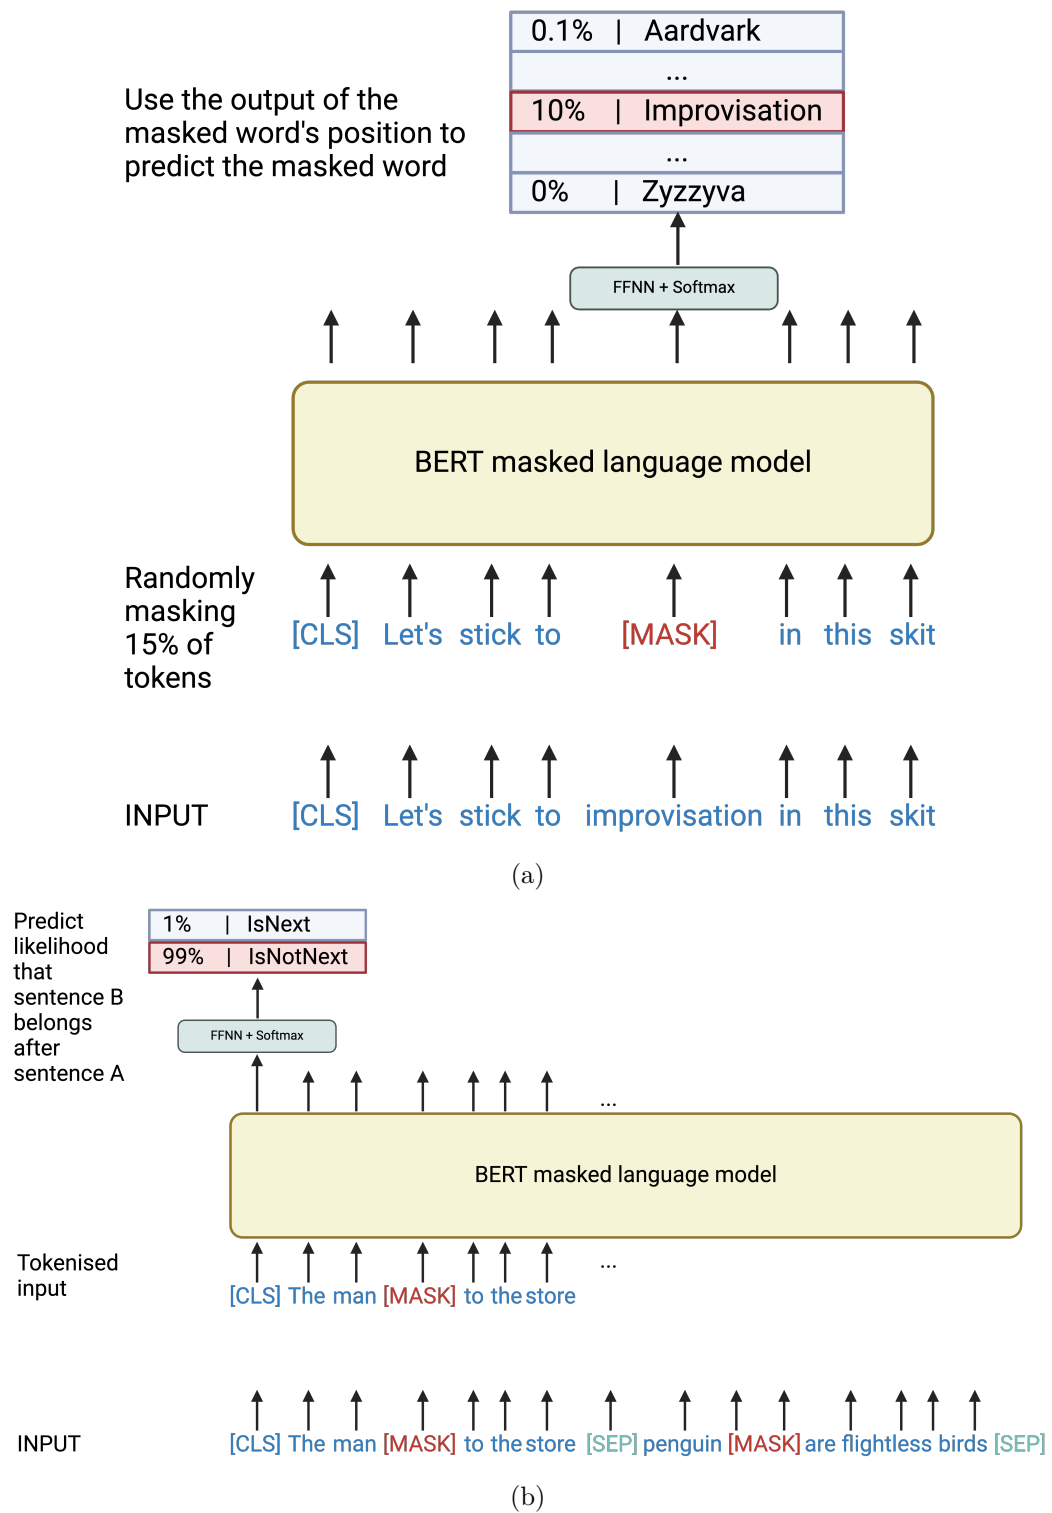 0.1% | Aardvark
...
Use the output of the
masked word's position to
predict the masked word
10% | Improvisation
...
0% | Zyzzyva
FFNN + Softmax
BERT masked language model
Randomly
masking
15% of
tokens
[CLS] Let's stick to [MASK] in this skit
INPUT [CLS] Let's stick to improvisation in this skit
(a)
Predict
likelihood
that
sentence B
belongs
after
sentence A
1% | IsNext
99% | IsNotNext
FFNN + Softmax
...
BERT masked language model
Tokenised
input
...
[CLS] The man [MASK] to the store
INPUT [CLS] The man [MASK] to the store [SEP] penguin [MASK] are flightless birds [SEP]
(b)